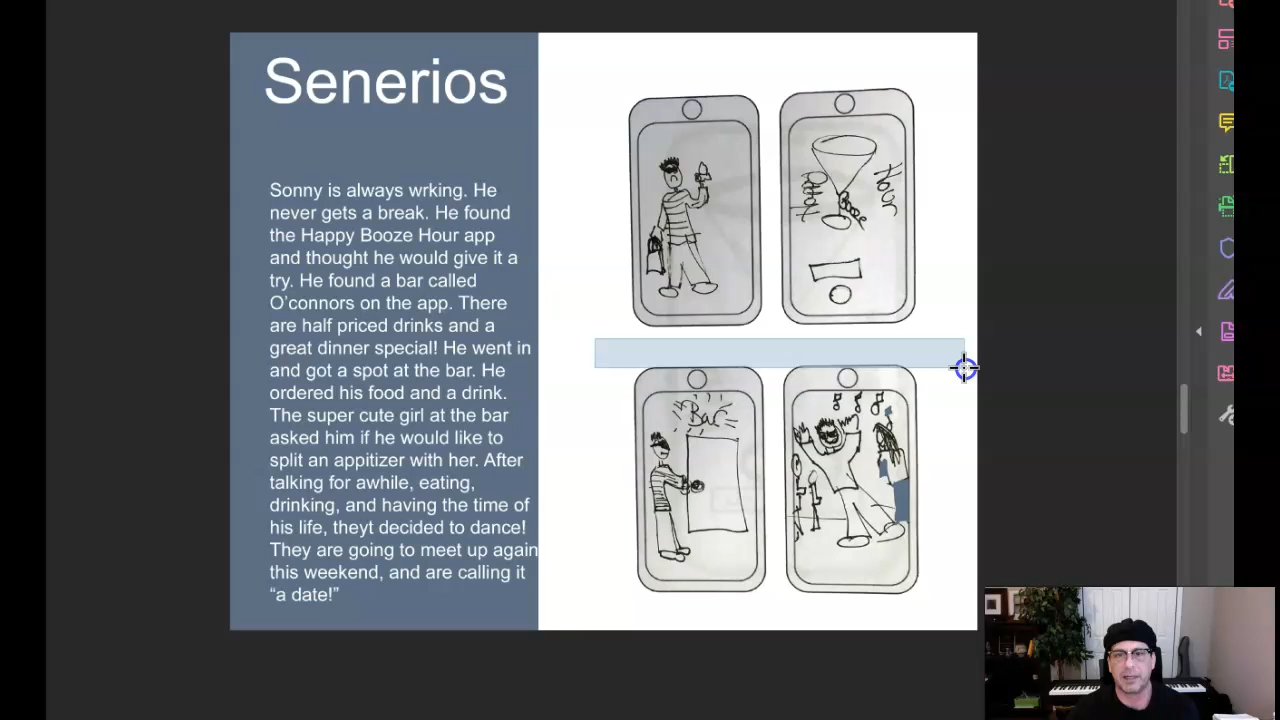 Senerios
Sonny is always wrking. He
never gets a break. He found
the Happy Booze Hour app
and thought he would give it a
try. He found a bar called
O'connors on the app. There
are half priced drinks and a
great dinner special! He went in
and got a spot at the bar. He
ordered his food and a drink.
The super cute girl at the bar
asked him if he would like to
split an appitizer with her. After
talking for awhile, eating,
drinking, and having the time of
his life, theyt decided to dance!
They are going to meet up again
this weekend, and are calling it
“a date!”
Hour
Bar